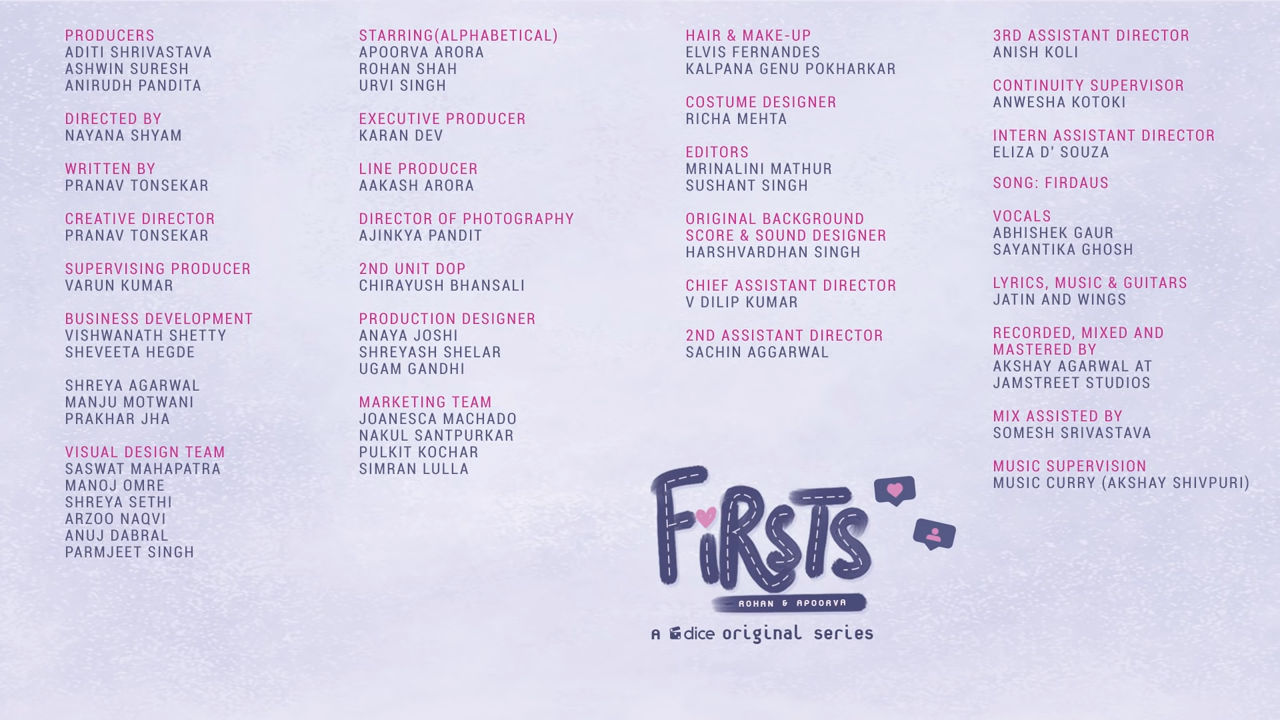 PRODUCERS
ADITI SHRIVASTAVA
ASHWIN SURESH
ANIRUDH PANDITA
DIRECTED BY
NAYANA SHYAM
WRITTEN BY
PRANAV TONSEKAR
CREATIVE DIRECTOR
PRANAV TONSEKAR
SUPERVISING PRODUCER
VARUN KUMAR
BUSINESS DEVELOPMENT
VISHWANATH SHETTY
SHEVEETA HEGDE
SHREYA AGARWAL
MANJU MOTWANI
PRAKHAR JHA
VISUAL DESIGN TEAM
SASWAT MAHAPATRA
MANOJ OMRE
SHREYA SETHI
ARZOO NAQVI
ANUJ DABRAL
PARMJEET SINGH
STARRING(ALPHABETICAL)
APOORVA ARORA
ROHAN SHAH
URVI SINGH
EXECUTIVE PRODUCER
KARAN DEV
LINE PRODUCER
AAKASH ARORA
DIRECTOR OF PHOTOGRAPHY
AJINKYA PANDIT
2ND UNIT DOP
CHIRAYUSH BHANSALI
PRODUCTION DESIGNER
ANAYA JOSHI
SHREYASH SHELAR
UGAM GANDHI
MARKETING TEAM
JOANESCA MACHADO
NAKUL SANTPURKAR
PULKIT KOCHAR
SIMRAN LULLA
HAIR & MAKE-UP
ELVIS FERNANDES
KALPANA GENU POKHARKAR
COSTUME DESIGNER
RICHA MEHTA
EDITORS
MRINALINI MATHUR
SUSHANT SINGH
ORIGINAL BACKGROUND
SCORE & SOUND DESIGNER
HARSHVARDHAN SINGH
CHIEF ASSISTANT DIRECTOR
V DILIP KUMAR
2ND ASSISTANT DIRECTOR
SACHIN AGGARWAL
3RD ASSISTANT DIRECTOR
ANISH KOLI
CONTINUITY SUPERVISOR
ANWESHA KOTOKI
INTERN ASSISTANT DIRECTOR
ELIZA D' SOUZA
SONG: FIRDAUS
VOCALS
ABHISHEK GAUR
SAYANTIKA GHOSH
LYRICS, MUSIC & GUITARS
JATIN AND WINGS
RECORDED, MIXED AND
MASTERED BY
AKSHAY AGARWAL AT
JAMSTREET STUDIOS
MIX ASSISTED BY
SOMESH SRIVASTAVA
MUSIC SUPERVISION
MUSIC CURRY (AKSHAY SHIVPURI)
FiRSTS
ROHAN & APOORVA
A dice original series